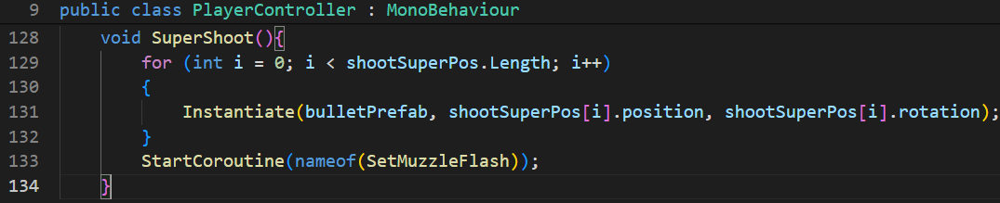 9 public class PlayerController : MonoBehaviour
128 void SuperShoot(){
129 for (int i = 0; i < shootSuperPos.Length; i++)
130 {
131 Instantiate(bulletPrefab, shootSuperPos[i].position, shootSuperPos[i].rotation);
132 }
133 StartCoroutine(nameof(SetMuzzleFlash));
134 }